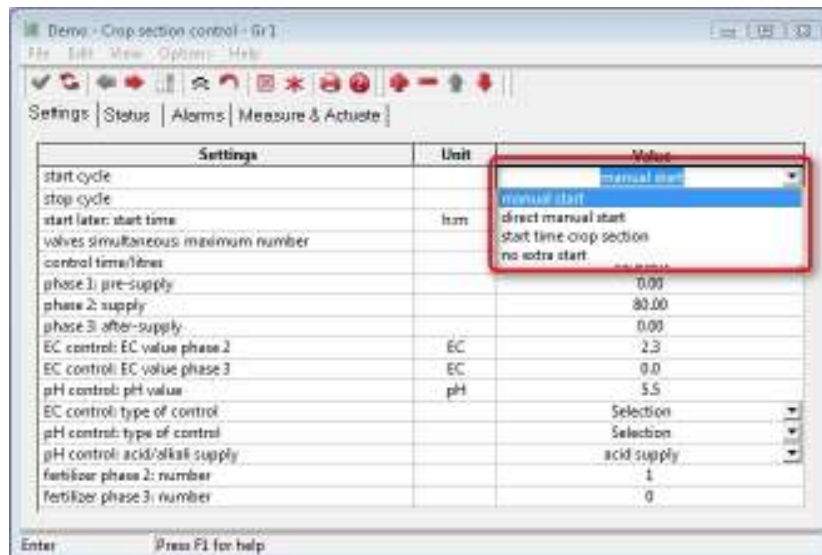 Demo - Crop section control - Gr 1
File Edit View Options Help
Settings Status Alarms Measure & Actuate
Settings Unit Value
start cycle manual start
stop cycle manual start
direct manual start
start later: start time h:m
start time crop section
valves simultaneous: maximum number
no extra start
control time/litres
phase 1: pre-supply 0.00
phase 2: supply 80.00
phase 3: after-supply 0.00
EC control: EC value phase 2 EC 2.3
EC control: EC value phase 3 EC 0.0
pH control: pH value pH 5.5
EC control: type of control Selection
pH control: type of control Selection
pH control: acid/alkali supply acid supply
fertilizer phase 2: number 1
fertilizer phase 3: number 0
Enter Press F1 for help